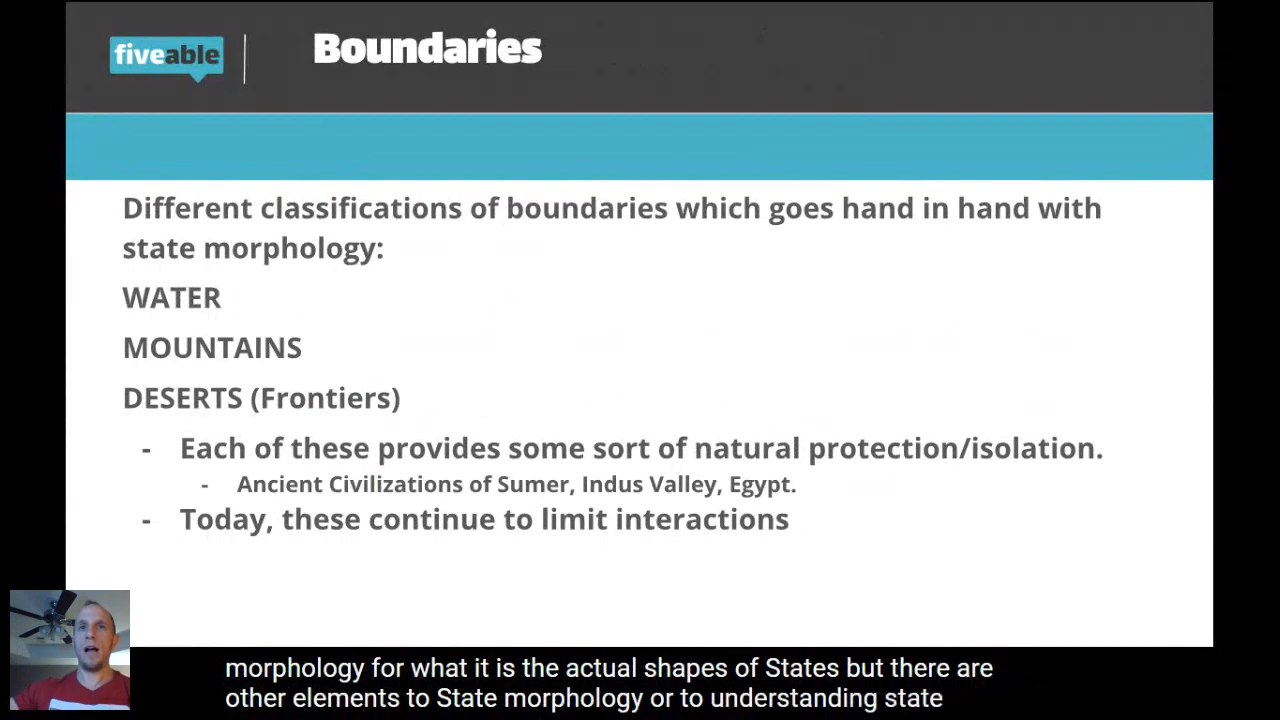 fiveable
Boundaries
Different classifications of boundaries which goes hand in hand with
state morphology:
WATER
MOUNTAINS
DESERTS (Frontiers)
- Each of these provides some sort of natural protection/isolation.
- Ancient Civilizations of Sumer, Indus Valley, Egypt.
- Today, these continue to limit interactions
morphology for what it is the actual shapes of States but there are
other elements to State morphology or to understanding state